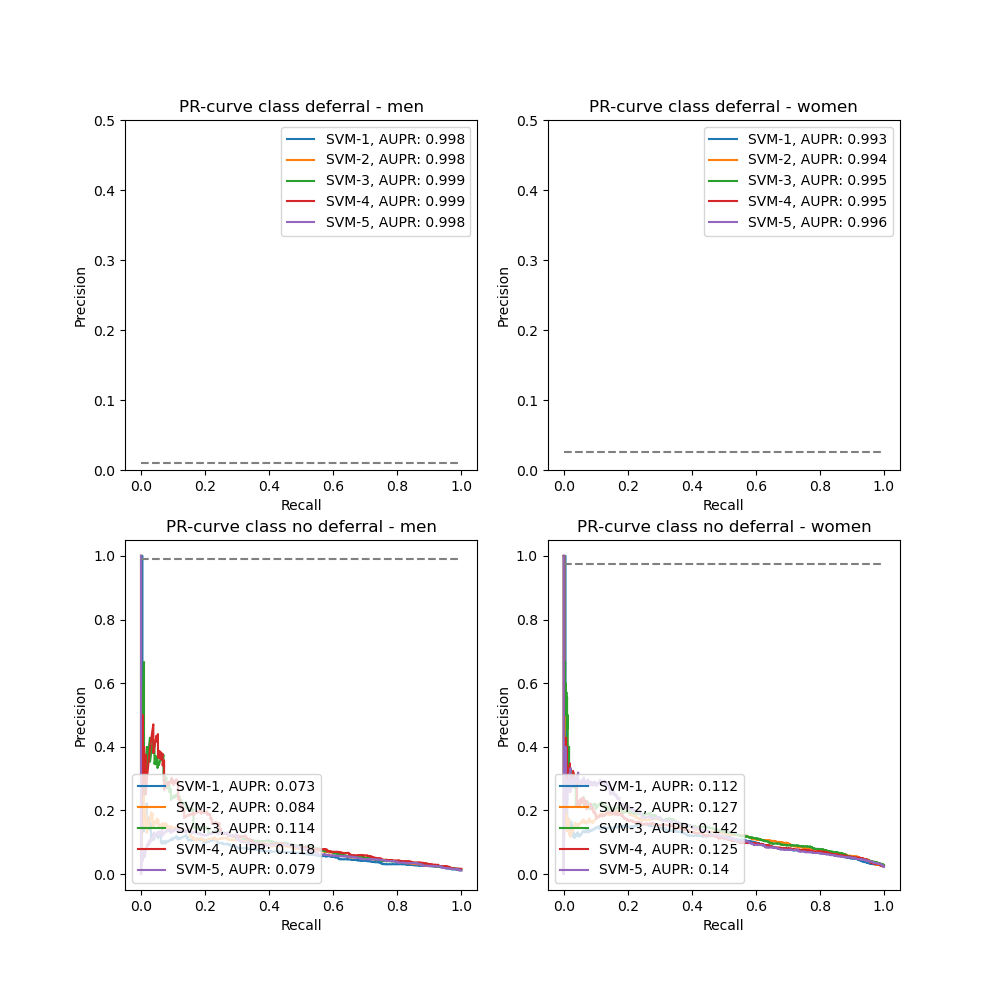 PR-curve class deferral - men
0.5
0.4
0.3
0.2
0.1
0.0
Precision
SVM-1, AUPR: 0.998
SVM-2, AUPR: 0.998
SVM-3, AUPR: 0.999
SVM-4, AUPR: 0.999
SVM-5, AUPR: 0.998
0.0 0.2 0.4 0.6 0.8 1.0
Recall
PR-curve class deferral - women
0.5
0.4
0.3
0.2
0.1
0.0
Precision
SVM-1, AUPR: 0.993
SVM-2, AUPR: 0.994
SVM-3, AUPR: 0.995
SVM-4, AUPR: 0.995
SVM-5, AUPR: 0.996
0.0 0.2 0.4 0.6 0.8 1.0
Recall
PR-curve class no deferral - men
1.0
0.8
0.6
0.4
0.2
0.0
Precision
SVM-1, AUPR: 0.073
SVM-2, AUPR: 0.084
SVM-3, AUPR: 0.114
SVM-4, AUPR: 0.118
SVM-5, AUPR: 0.079
0.0 0.2 0.4 0.6 0.8 1.0
Recall
PR-curve class no deferral - women
1.0
0.8
0.6
0.4
0.2
0.0
Precision
SVM-1, AUPR: 0.112
SVM-2, AUPR: 0.127
SVM-3, AUPR: 0.142
SVM-4, AUPR: 0.125
SVM-5, AUPR: 0.14
0.0 0.2 0.4 0.6 0.8 1.0
Recall